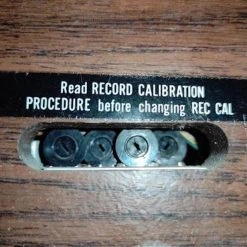 Read RECORD CALIBRATION
PROCEDURE before changing REC CAL